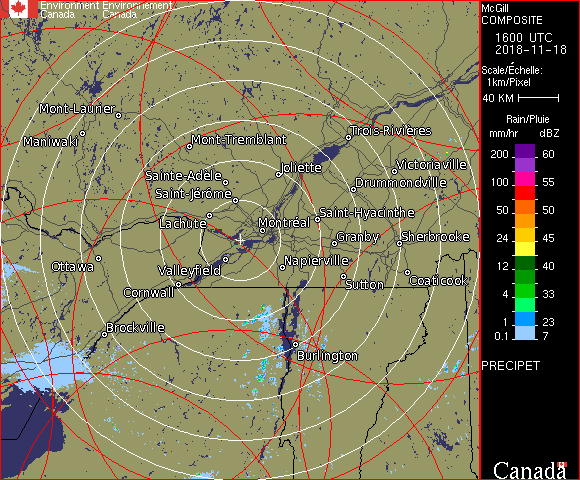 Environment Environnement
Canada Canada
McGill
COMPOSITE
1600 UTC
2018-11-18
Scale/Échelle:
1km/Pixel
40 KM
Rain/Pluie
mm/hr dBZ
200 60
100 55
50 50
24 45
12 40
4 33
1 23
0.1 7
PRECIPET
Canada
Mont-Laurier
Maniwaki
Mont-Tremblant
Trois-Rivières
Sainte-Adèle
Joliette
Victoriaville
Drummondville
Saint-Jérôme
Lachute
Montréal
Saint-Hyacinthe
Granby
Sherbrooke
Ottawa
Valleyfield
Napierville
Sutton
Coaticook
Cornwall
Brockville
Burlington